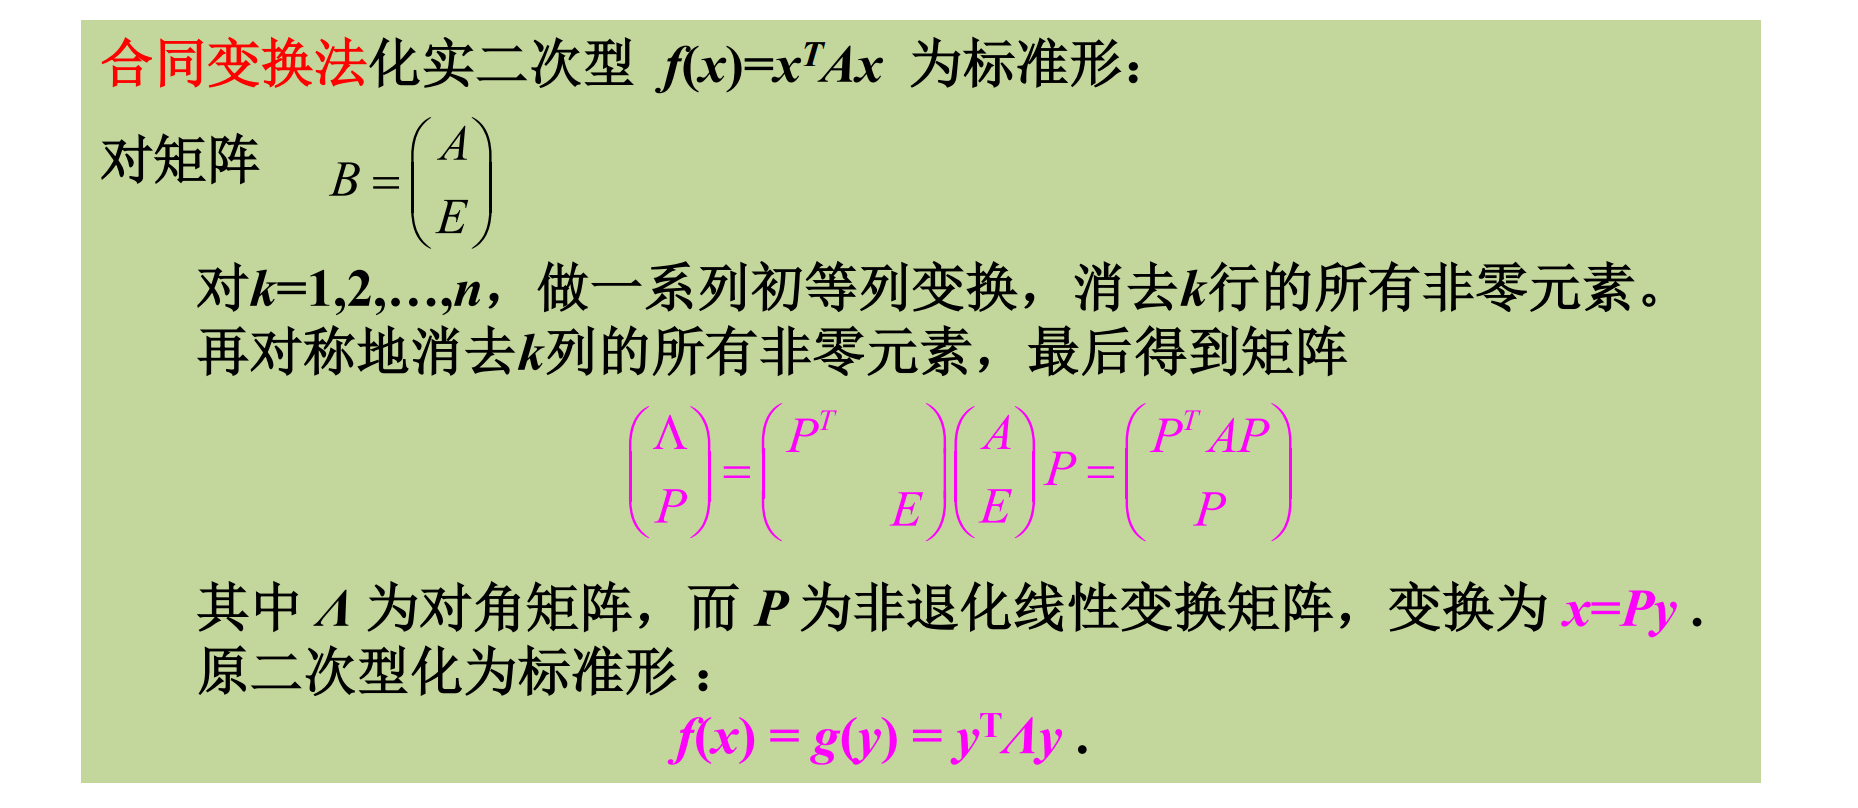 合同变换法化实二次型 f(x)=x^T Ax 为标准形：
对矩阵 B = \begin{pmatrix} A \\ E \end{pmatrix}
对k=1,2,…,n，做一系列初等列变换，消去k行的所有非零元素。
再对称地消去k列的所有非零元素，最后得到矩阵
\begin{pmatrix} Λ \\ P \end{pmatrix} = \begin{pmatrix} P^T & \\ & E \end{pmatrix} \begin{pmatrix} A \\ E \end{pmatrix} P = \begin{pmatrix} P^T AP \\ P \end{pmatrix}
其中 Λ 为对角矩阵，而 P 为非退化线性变换矩阵，变换为 x=Py .
原二次型化为标准形 ：
f(x) = g(y) = y^T Λy .